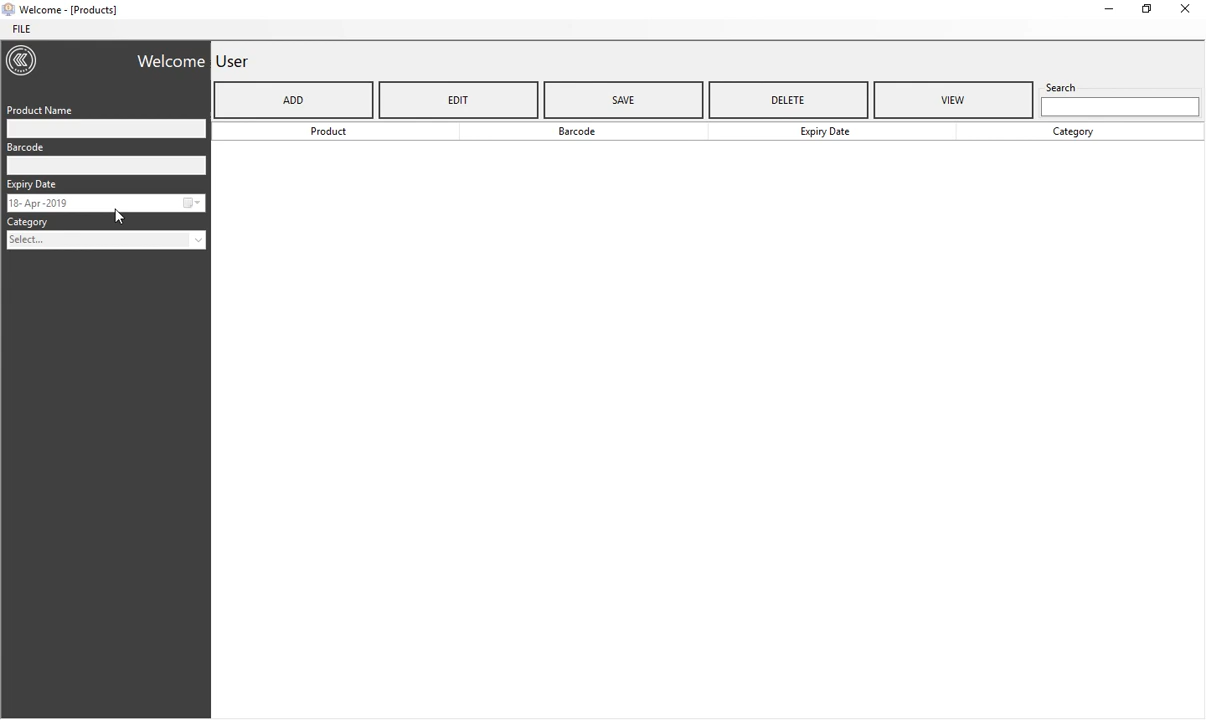 Welcome - [Products]
FILE
Welcome User
ADD EDIT SAVE DELETE VIEW
Search
Product Name
Product Barcode Expiry Date Category
Barcode
Expiry Date
18- Apr -2019
Category
Select...